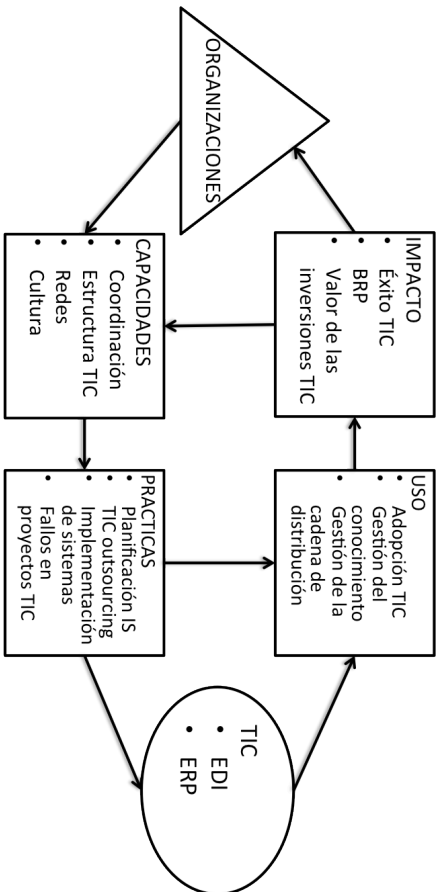 IMPACTO
• Éxito TIC
• BRP
• Valor de las
inversiones TIC
USO
• Adopción TIC
• Gestión del
conocimiento
• Gestión de la
cadena de
distribución
ORGANIZACIONES
TIC
• EDI
• ERP
CAPACIDADES
• Coordinación
• Estructura TIC
• Redes
• Cultura
PRACTICAS
• Planificación IS
• TIC outsourcing
• Implementación
de sistemas
• Fallos en
proyectos TIC